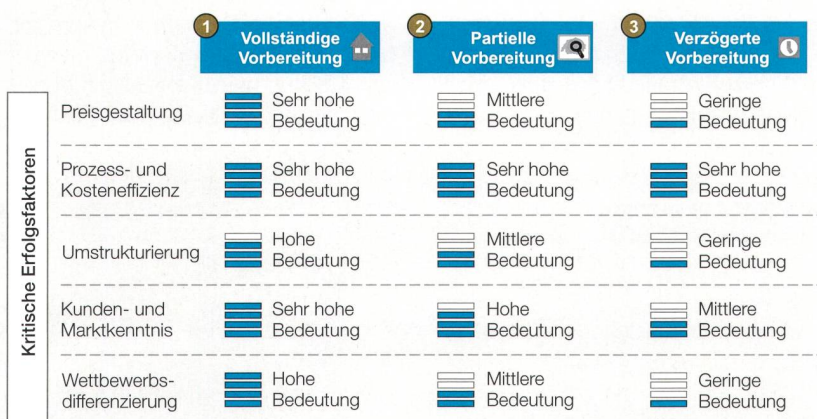 1
Vollständige
Vorbereitung
2
Partielle
Vorbereitung
3
Verzögerte
Vorbereitung
Kritische Erfolgsfaktoren
Preisgestaltung
Sehr hohe
Bedeutung
Mittlere
Bedeutung
Geringe
Bedeutung
Prozess- und
Kosteneffizienz
Sehr hohe
Bedeutung
Sehr hohe
Bedeutung
Sehr hohe
Bedeutung
Umstrukturierung
Hohe
Bedeutung
Mittlere
Bedeutung
Geringe
Bedeutung
Kunden- und
Marktkenntnis
Sehr hohe
Bedeutung
Hohe
Bedeutung
Mittlere
Bedeutung
Wettbewerbs-
differenzierung
Hohe
Bedeutung
Mittlere
Bedeutung
Geringe
Bedeutung